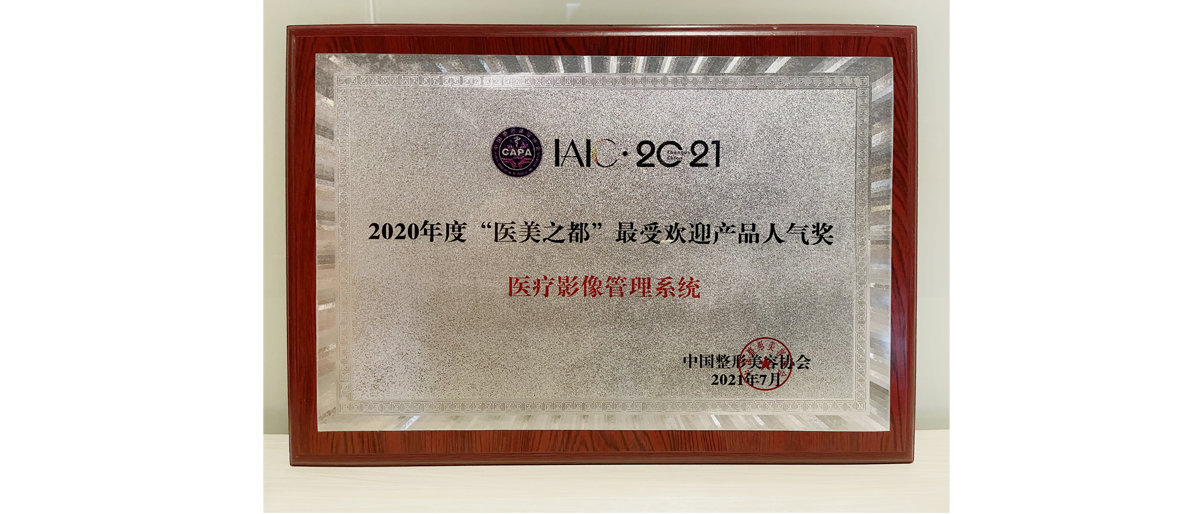 CAPA IAIC·2021
2020年度“医美之都”最受欢迎产品人气奖
医疗影像管理系统
中国整形美容协会
2021年7月